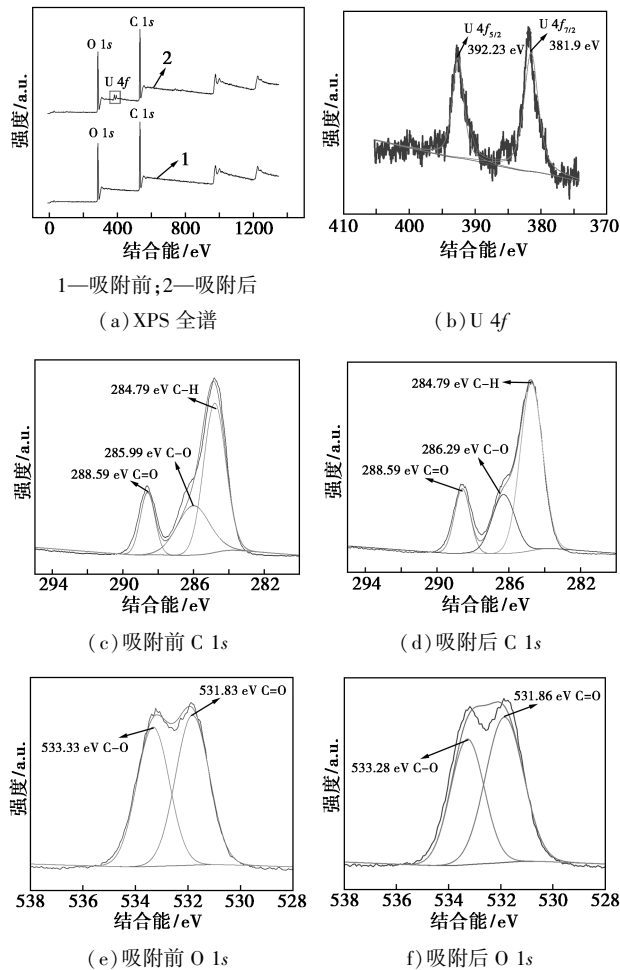 C 1s
O 1s
U 4f
2
C 1s
O 1s
1
强度/a.u.
0 400 800 1200
结合能/eV
1—吸附前;2—吸附后
(a)XPS 全谱
U 4f5/2
392.23 eV
U 4f7/2
381.9 eV
强度/a.u.
410 400 390 380 370
结合能/eV
(b)U 4f
284.79 eV C-H
285.99 eV C-O
288.59 eV C=O
强度/a.u.
294 290 286 282
结合能/eV
(c)吸附前 C 1s
284.79 eV C-H
286.29 eV C-O
288.59 eV C=O
强度/a.u.
294 290 286 282
结合能/eV
(d)吸附后 C 1s
531.83 eV C=O
533.33 eV C-O
强度/a.u.
538 536 534 532 530 528
结合能/eV
(e)吸附前 O 1s
531.86 eV C=O
533.28 eV C-O
强度/a.u.
538 536 534 532 530 528
结合能/eV
f)吸附后 O 1s